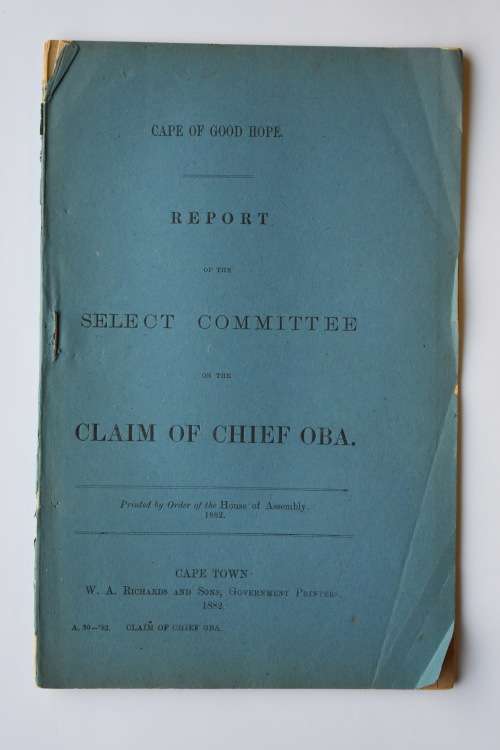 CAPE OF GOOD HOPE.
REPORT
OF THE
SELECT COMMITTEE
ON THE
CLAIM OF CHIEF OBA.
Printed by Order of the House of Assembly.
1882.
CAPE TOWN
W. A. RICHARDS AND SONS, GOVERNMENT PRINTERS.
1882.
A. 30—'82. CLAIM OF CHIEF OBA.